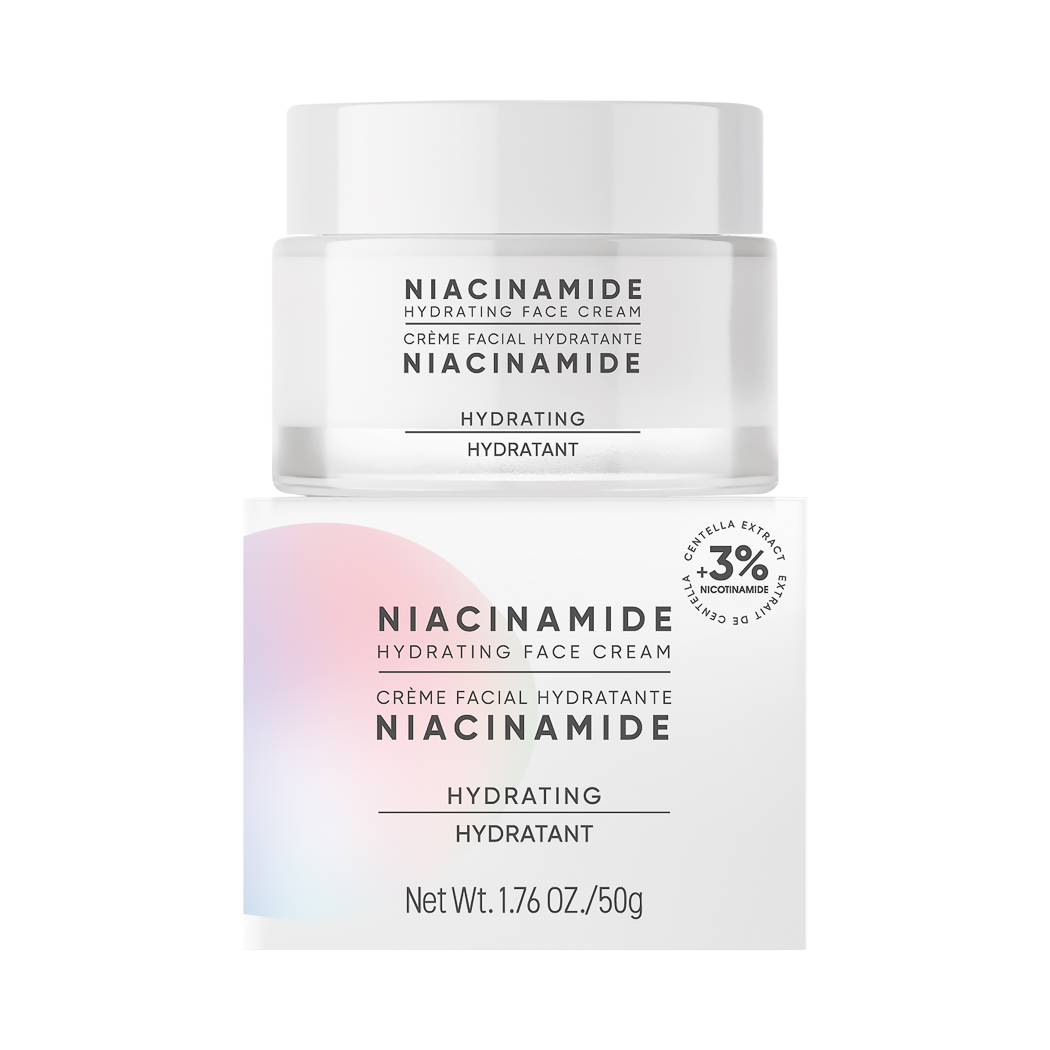 NIACINAMIDE
HYDRATING FACE CREAM
CRÈME FACIAL HYDRATANTE
NIACINAMIDE
HYDRATING
HYDRATANT
CENTELLA EXTRACT
+3%
NICOTINAMIDE
EXTRAIT DE CENTELLA
NIACINAMIDE
HYDRATING FACE CREAM
CRÈME FACIAL HYDRATANTE
NIACINAMIDE
HYDRATING
HYDRATANT
Net Wt. 1.76 OZ./50g